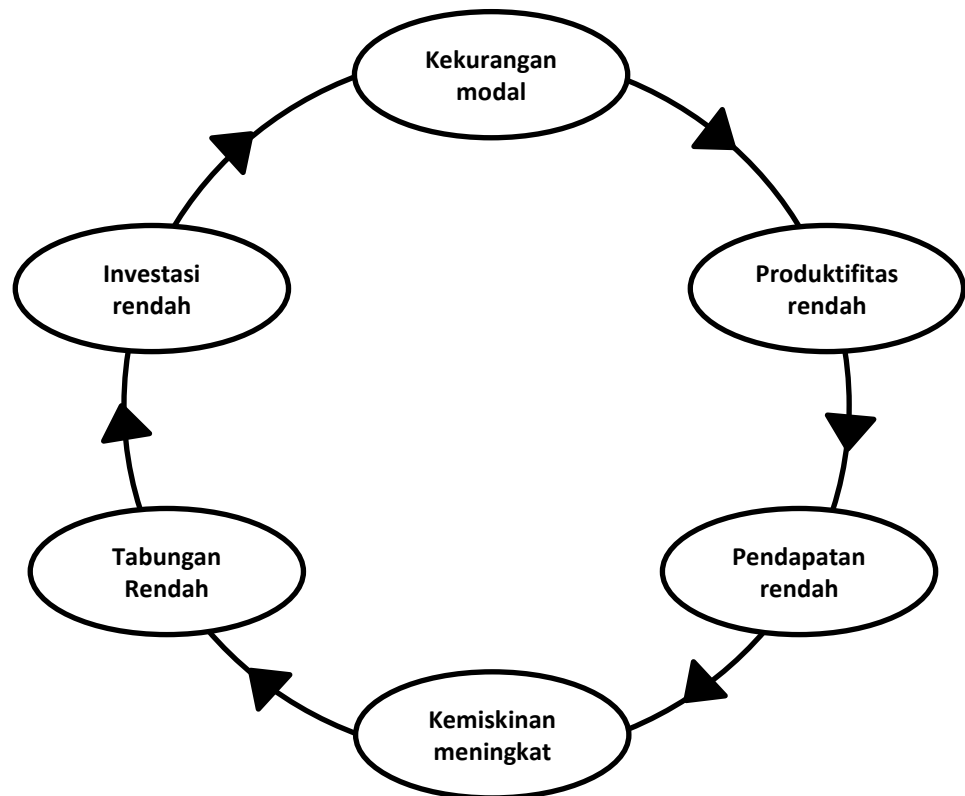 Kekurangan
modal
Produktifitas
rendah
Pendapatan
rendah
Kemiskinan
meningkat
Tabungan
Rendah
Investasi
rendah